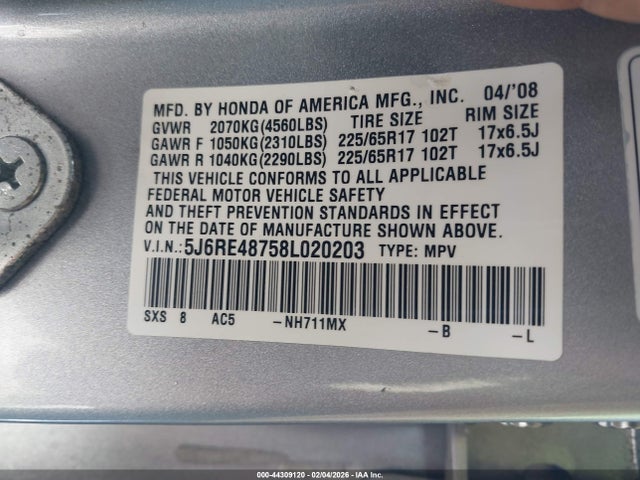 MFD. BY HONDA OF AMERICA MFG., INC. 04/'08
GVWR 2070KG(4560LBS) TIRE SIZE RIM SIZE
GAWR F 1050KG(2310LBS) 225/65R17 102T 17x6.5J
GAWR R 1040KG(2290LBS) 225/65R17 102T 17x6.5J
THIS VEHICLE CONFORMS TO ALL APPLICABLE
FEDERAL MOTOR VEHICLE SAFETY
AND THEFT PREVENTION STANDARDS IN EFFECT
ON THE DATE OF MANUFACTURE SHOWN ABOVE.
V.I.N.: 5J6RE48758L020203 TYPE: MPV
SXS 8 AC5 -NH711MX -B -L
000-44309120 - 02/04/2026 - IAA Inc.